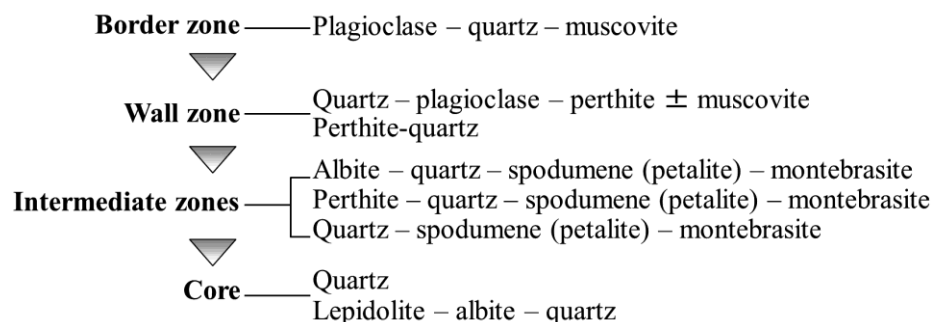 Border zone Plagioclase – quartz – muscovite
Wall zone Quartz – plagioclase – perthite ± muscovite
Perthite-quartz
Albite – quartz – spodumene (petalite) – montebrasite
Intermediate zones Perthite – quartz – spodumene (petalite) – montebrasite
Quartz – spodumene (petalite) – montebrasite
Core Quartz
Lepidolite – albite – quartz